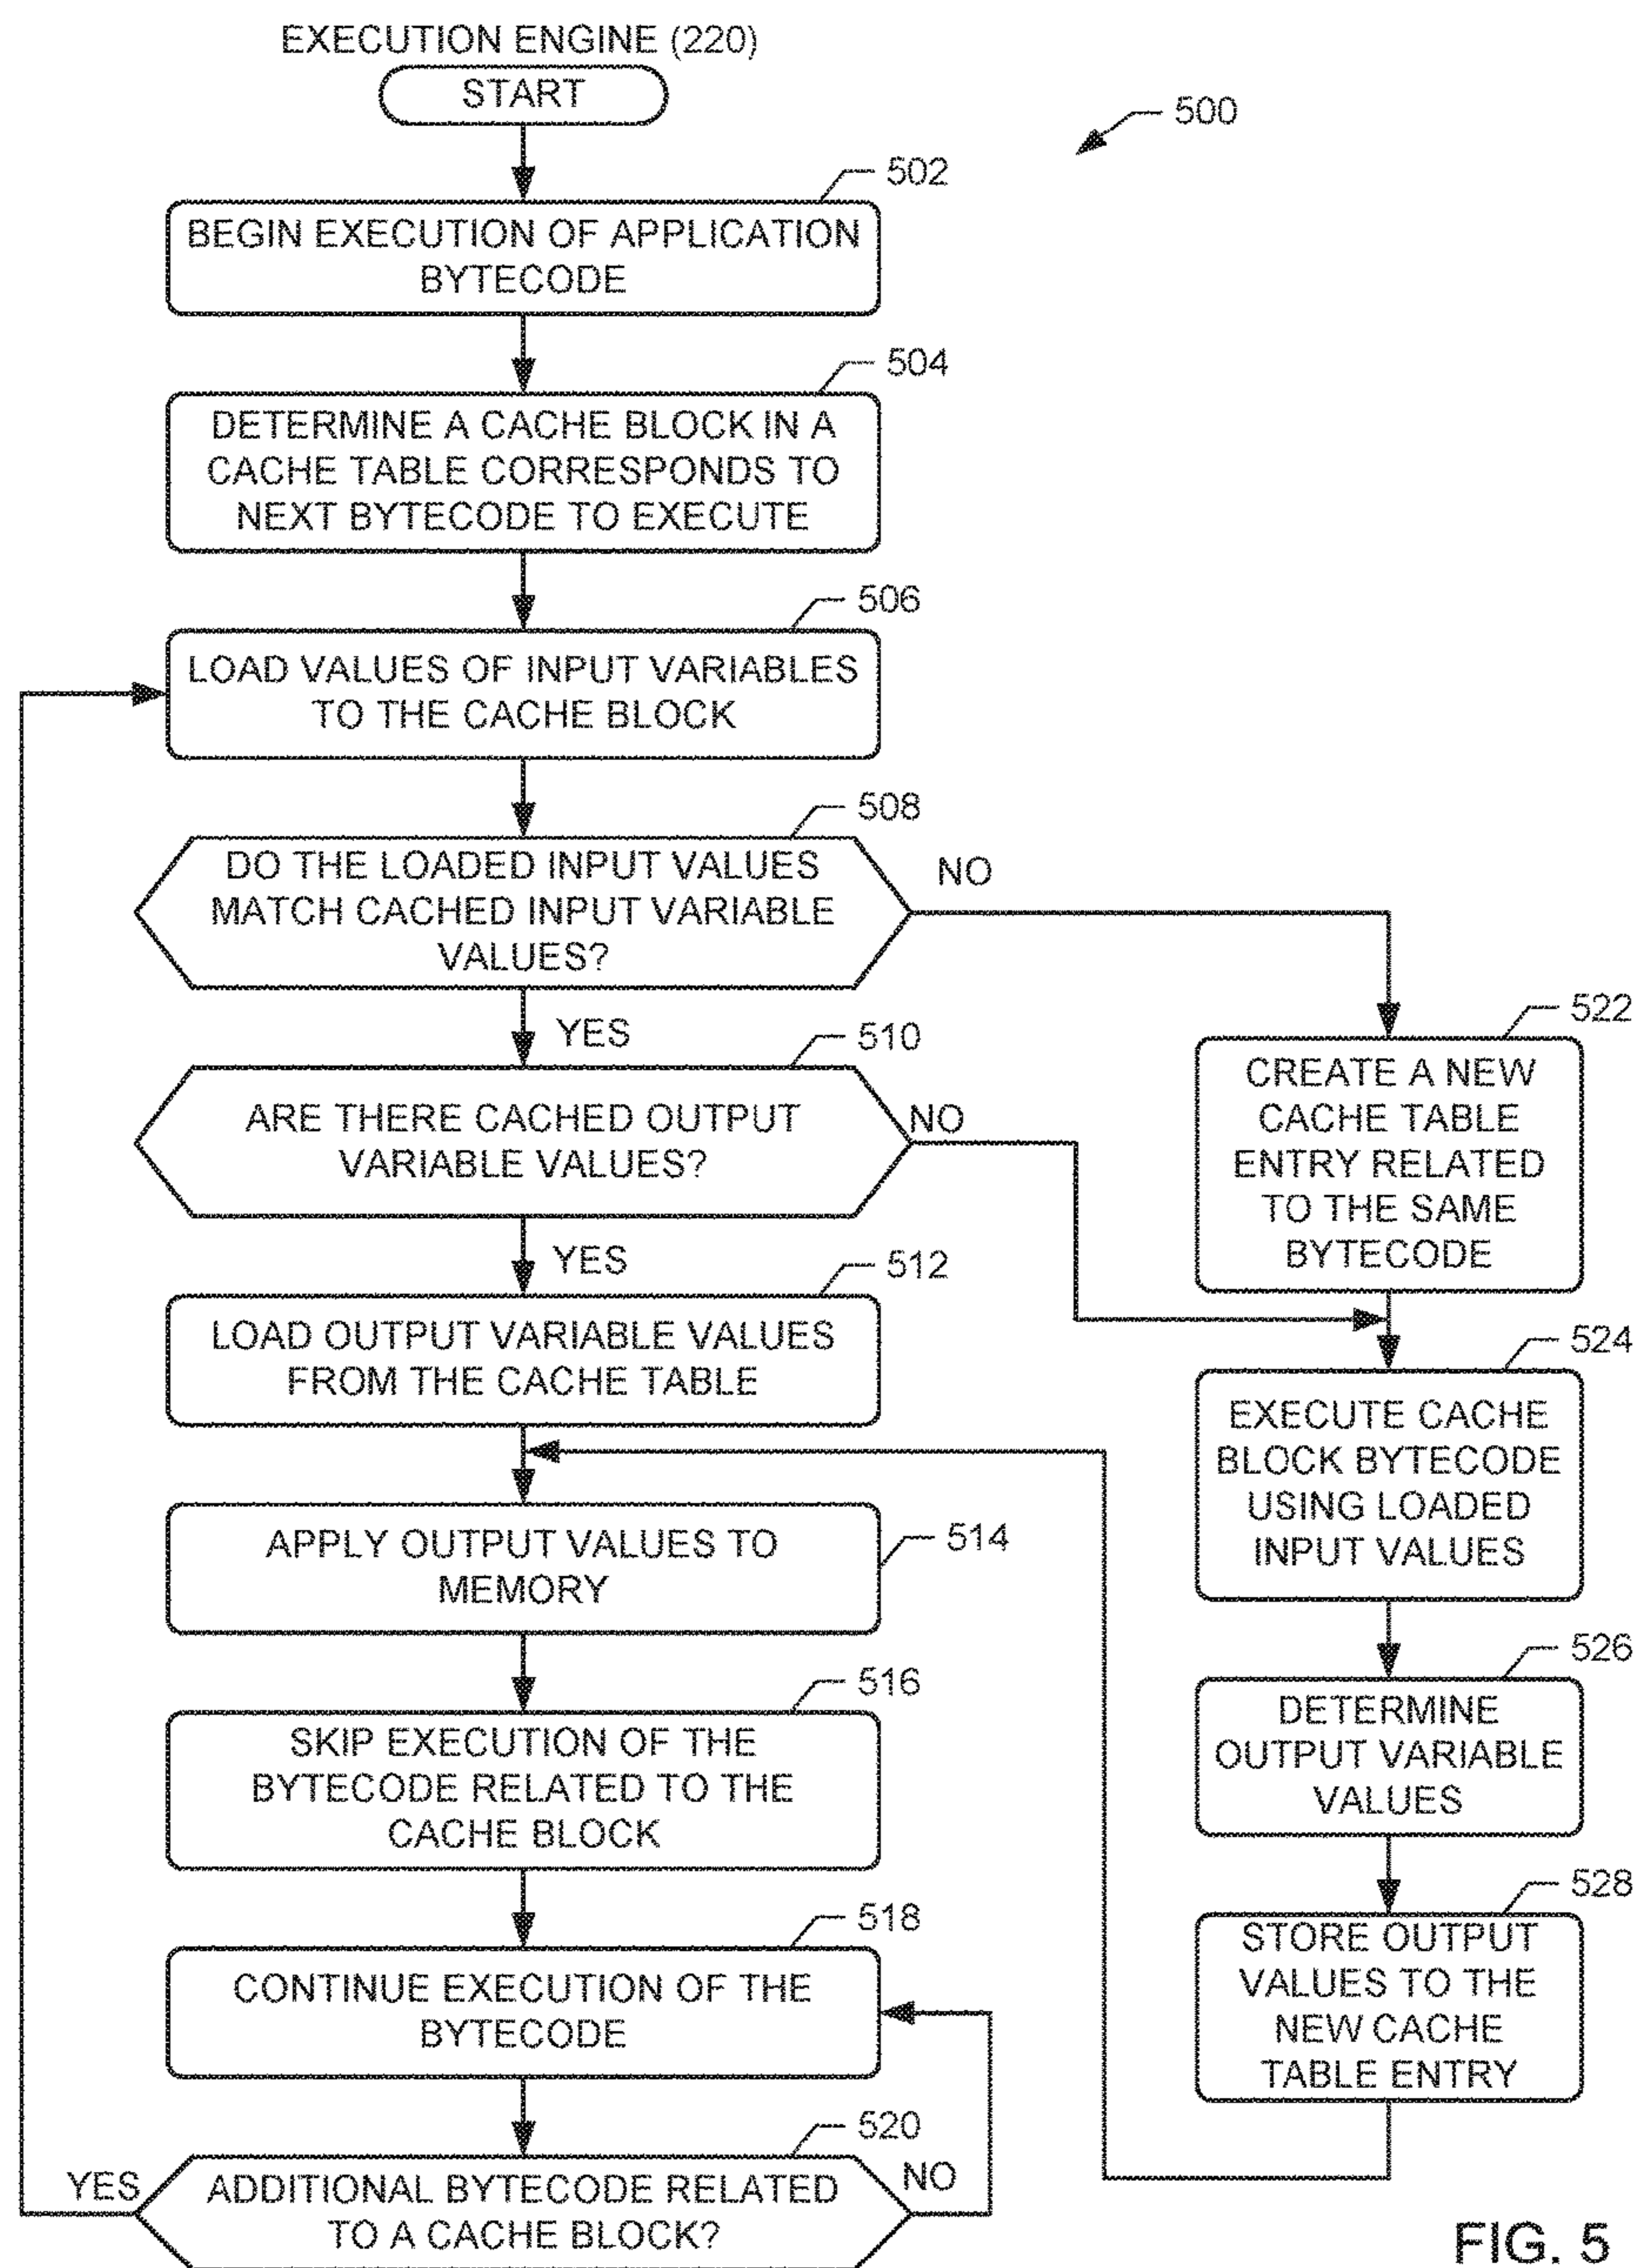 EXECUTION ENGINE (220)
START
500
502
BEGIN EXECUTION OF APPLICATION
BYTECODE
504
DETERMINE A CACHE BLOCK IN A
CACHE TABLE CORRESPONDS TO
NEXT BYTECODE TO EXECUTE
506
LOAD VALUES OF INPUT VARIABLES
TO THE CACHE BLOCK
508
DO THE LOADED INPUT VALUES
MATCH CACHED INPUT VARIABLE
VALUES?
NO
YES
510
ARE THERE CACHED OUTPUT
VARIABLE VALUES?
NO
YES
512
LOAD OUTPUT VARIABLE VALUES
FROM THE CACHE TABLE
514
APPLY OUTPUT VALUES TO
MEMORY
516
SKIP EXECUTION OF THE
BYTECODE RELATED TO THE
CACHE BLOCK
518
CONTINUE EXECUTION OF THE
BYTECODE
520
YES
ADDITIONAL BYTECODE RELATED
TO A CACHE BLOCK?
NO
522
CREATE A NEW
CACHE TABLE
ENTRY RELATED
TO THE SAME
BYTECODE
524
EXECUTE CACHE
BLOCK BYTECODE
USING LOADED
INPUT VALUES
526
DETERMINE
OUTPUT VARIABLE
VALUES
528
STORE OUTPUT
VALUES TO THE
NEW CACHE
TABLE ENTRY
FIG. 5